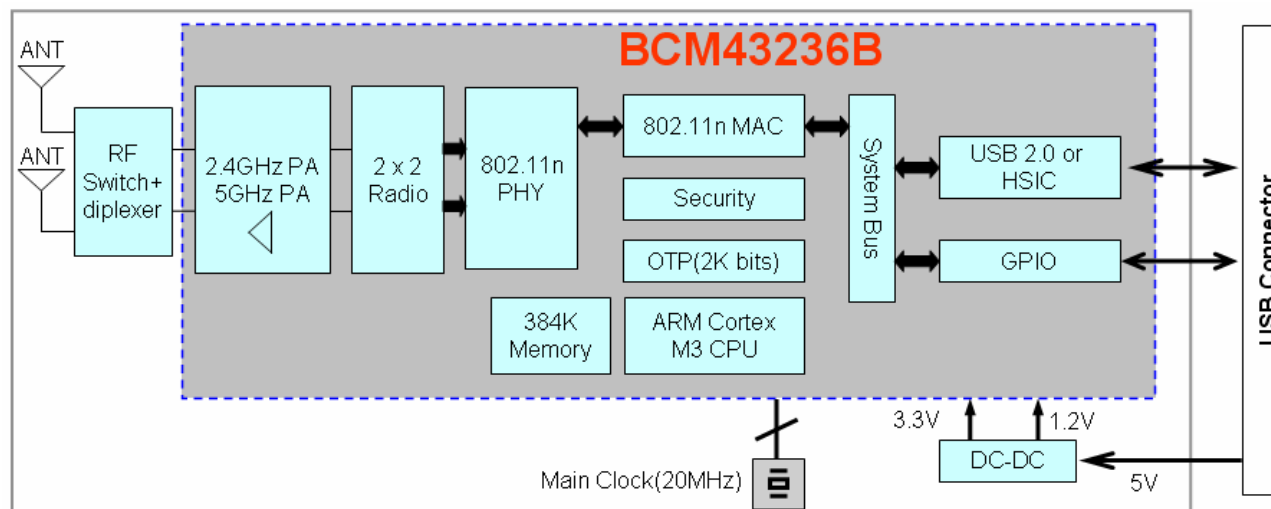 BCM43236B
ANT
ANT
RF
Switch+
diplexer
2.4GHz PA
5GHz PA
2 x 2
Radio
802.11n
PHY
802.11n MAC
Security
OTP(2K bits)
384K
Memory
ARM Cortex
M3 CPU
System Bus
USB 2.0 or
HSIC
GPIO
USB Connector
3.3V
1.2V
DC-DC
5V
Main Clock(20MHz)